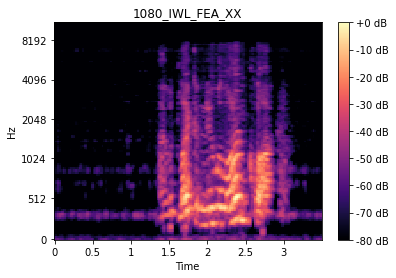 1080_IWL_FEA_XX
8192
4096
2048
1024
512
0
Hz
0
0.5
1
1.5
2
2.5
3
Time
+0 dB
-10 dB
-20 dB
-30 dB
-40 dB
-50 dB
-60 dB
-70 dB
-80 dB